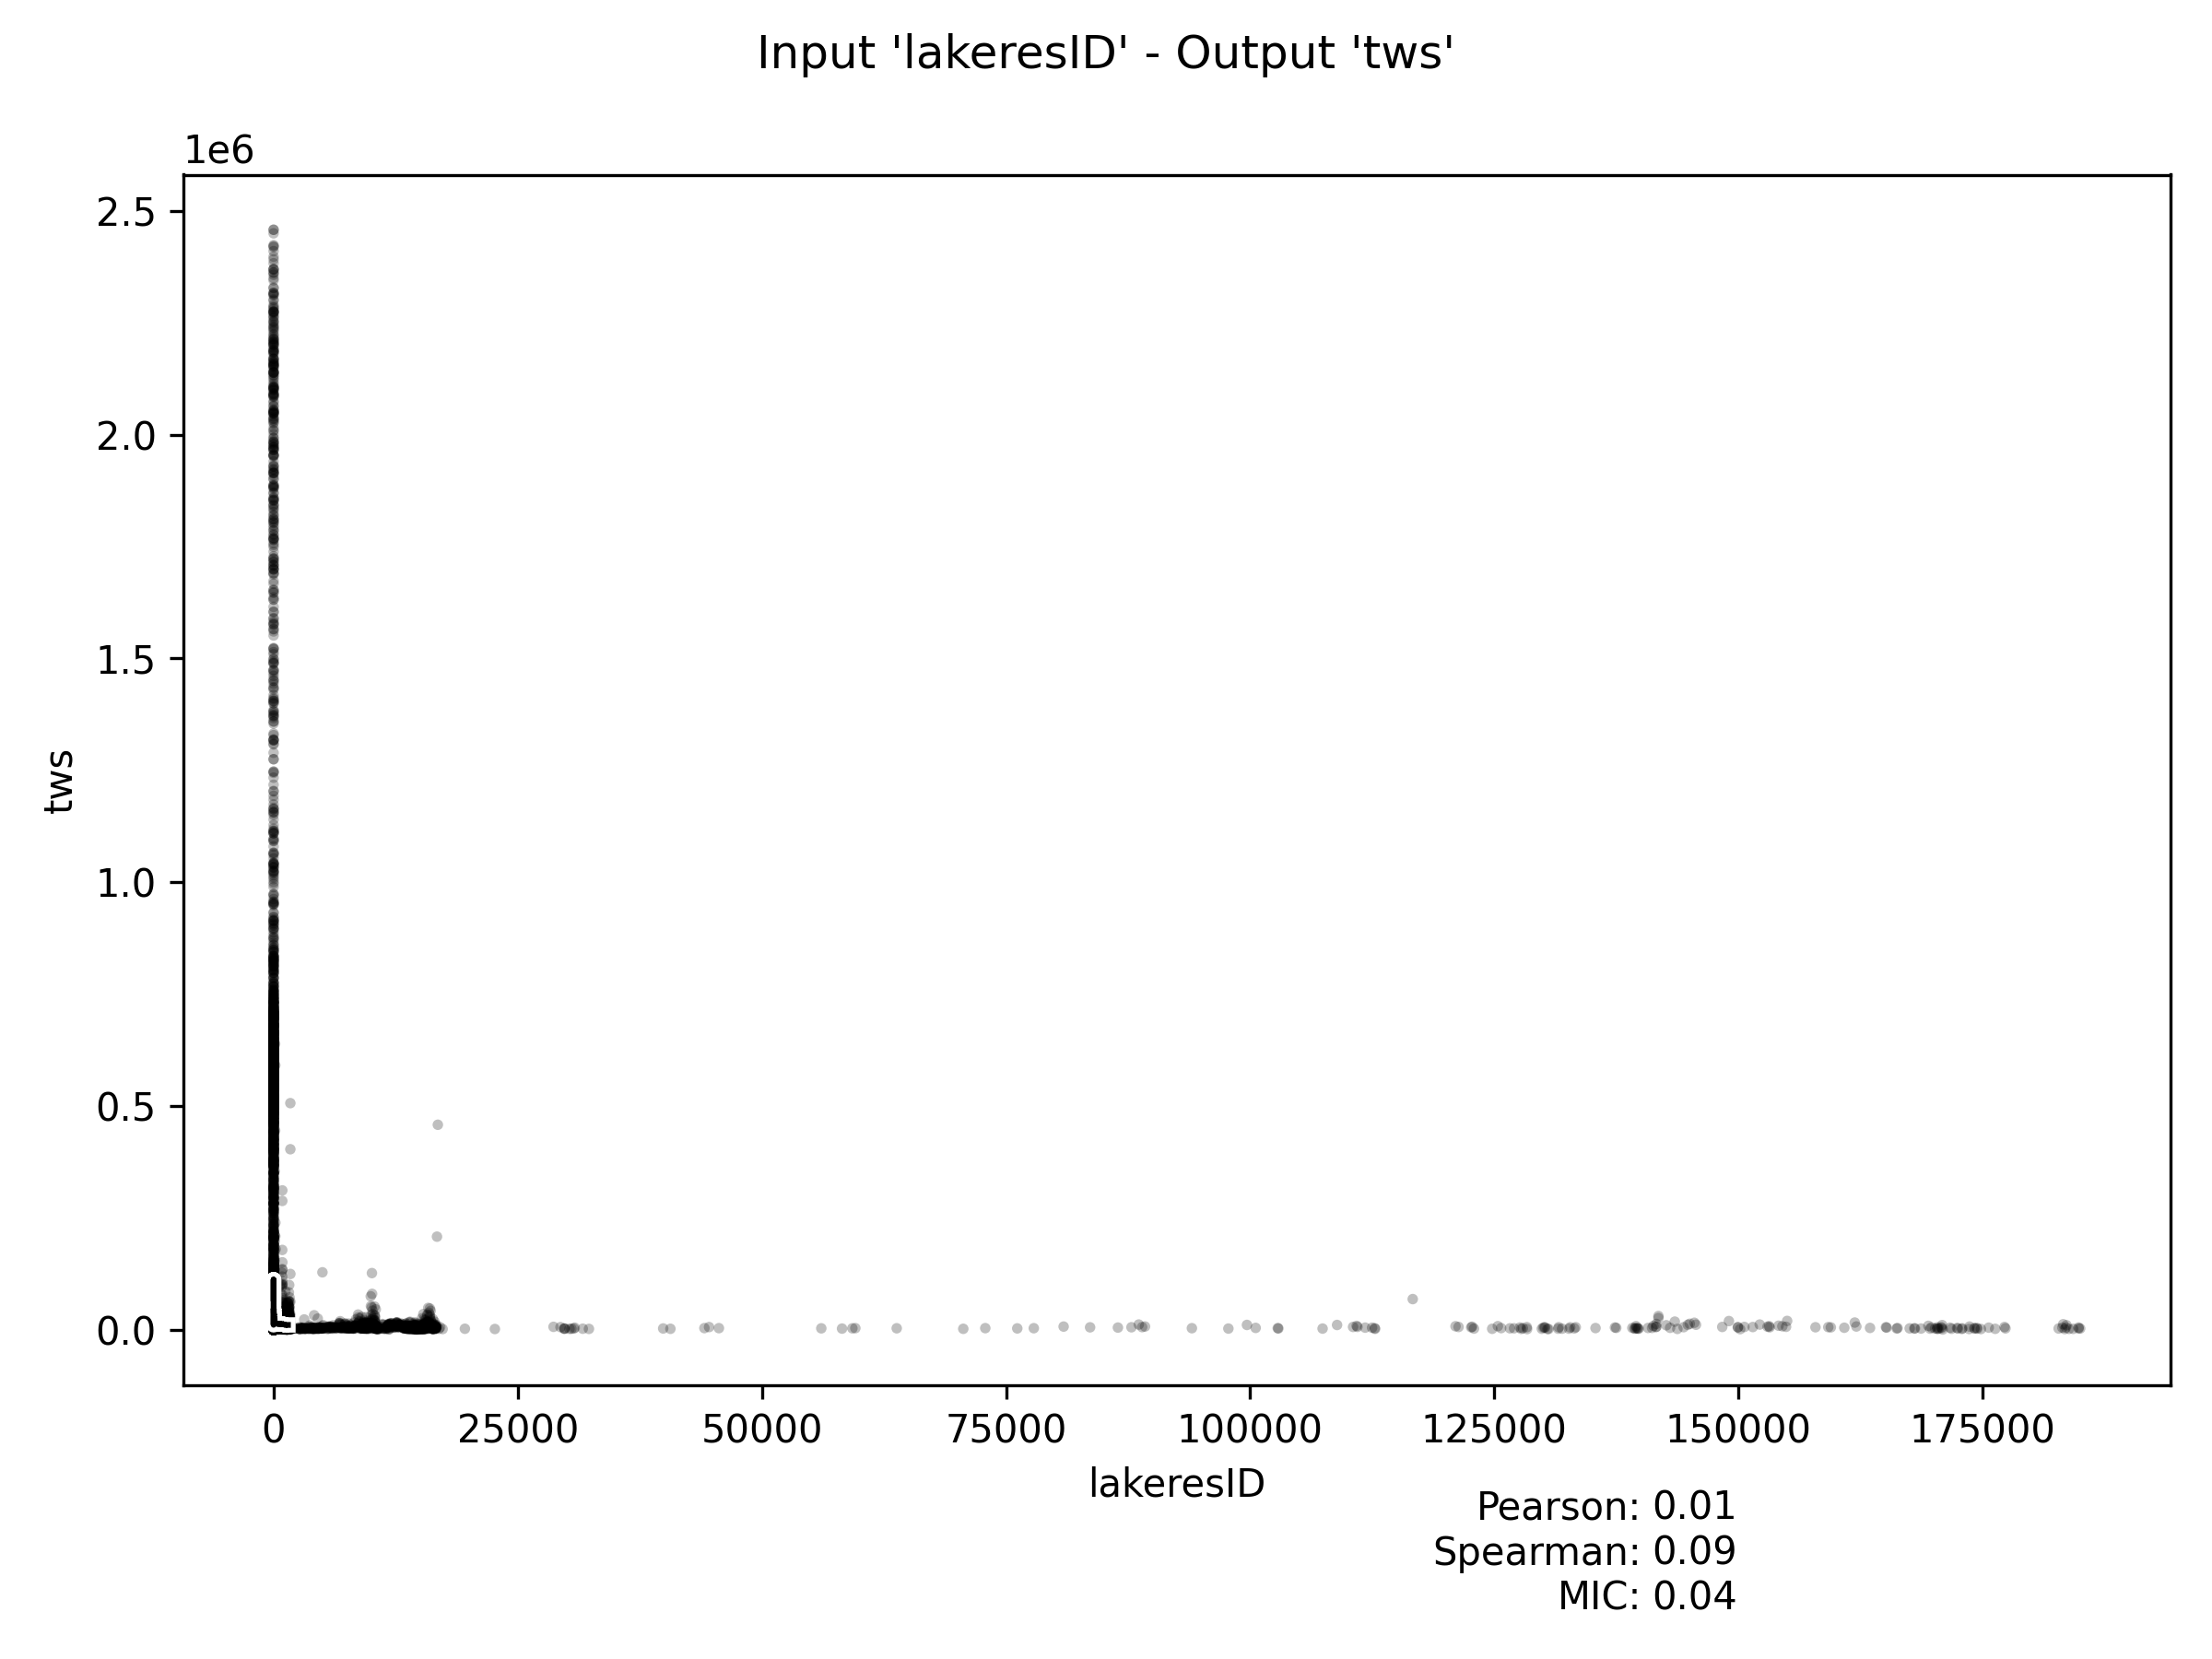 Input 'lakeresID' - Output 'tws'
1e6
2.5
2.0
1.5
1.0
0.5
0.0
tws
0 25000 50000 75000 100000 125000 150000 175000
lakeresID
Pearson: 0.01
Spearman: 0.09
MIC: 0.04